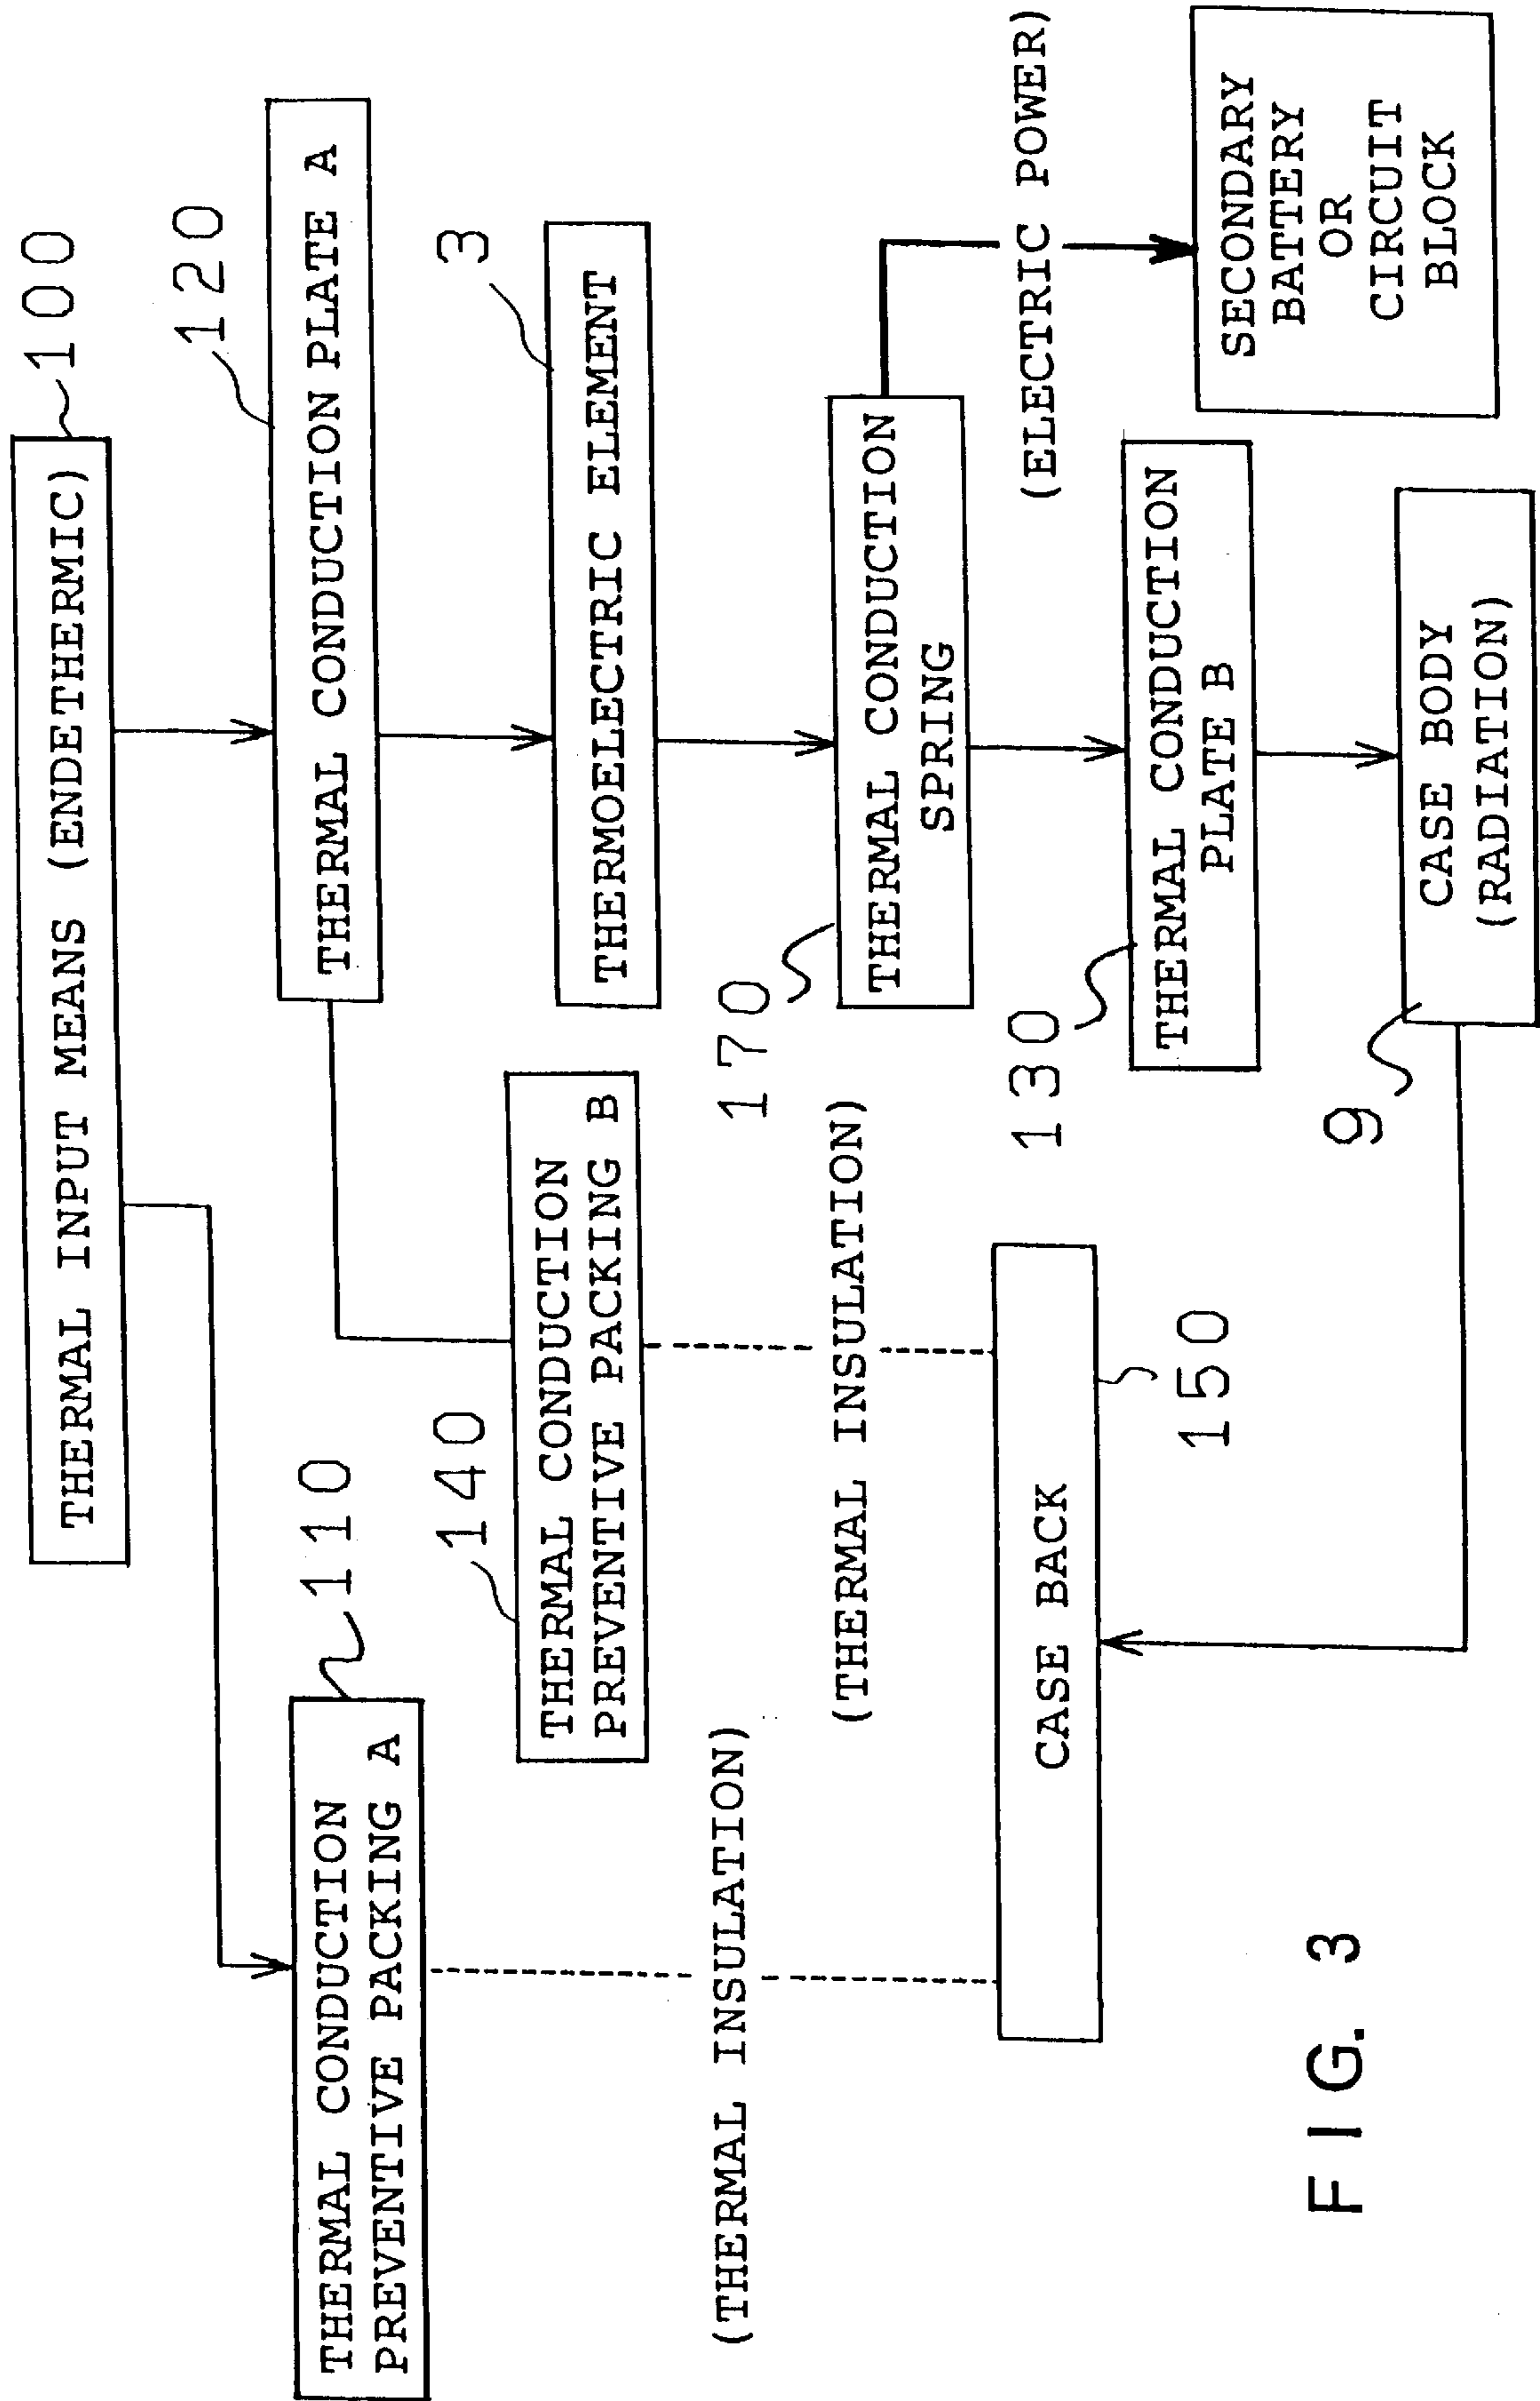 THERMAL INPUT MEANS (ENDETHERMIC)
100
110
THERMAL CONDUCTION
PREVENTIVE PACKING A
120
THERMAL CONDUCTION PLATE A
140
THERMAL CONDUCTION
PREVENTIVE PACKING B
3
THERMOELECTRIC ELEMENT
(THERMAL INSULATION)
(THERMAL INSULATION)
170
THERMAL CONDUCTION
SPRING
(ELECTRIC POWER)
CASE BACK
150
130
THERMAL CONDUCTION
PLATE B
SECONDARY
BATTERY
OR
CIRCUIT
BLOCK
9
CASE BODY
(RADIATION)
FIG. 3